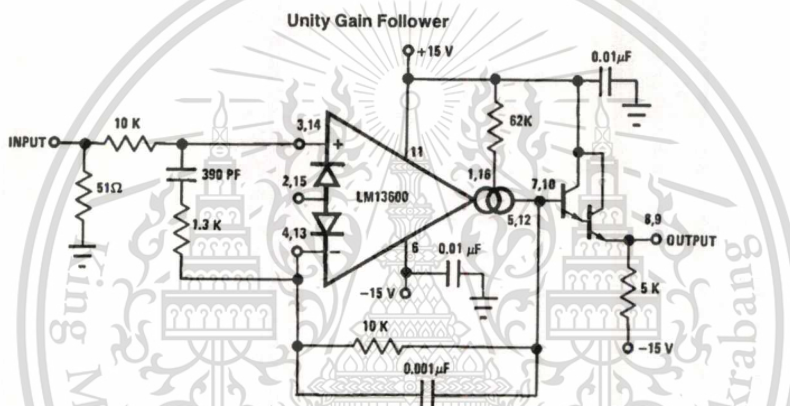 Unity Gain Follower
+15 V
0.01μF
10 K
3,14
62K
INPUT
+
11
1,16
7,10
390 PF
51Ω
2,15
LM13600
8,9
5,12
OUTPUT
1.3 K
4,13
6
0.01 μF
−
5 K
−15 V
10 K
−15 V
0.001μF
King M
krabang